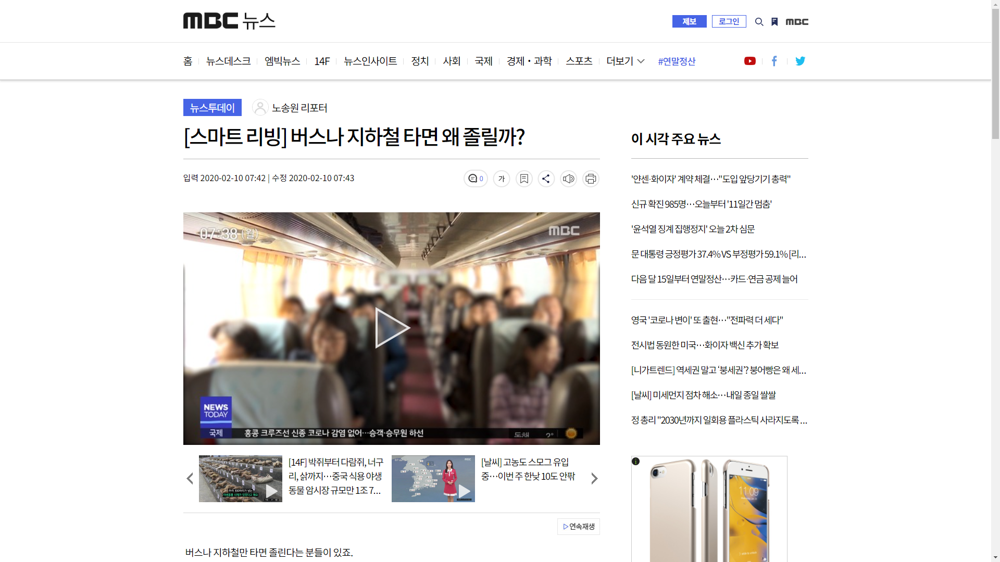 MBC 뉴스
제보
로그인
MBC
홈
뉴스데스크
엠빅뉴스
14F
뉴스인사이트
정치
사회
국제
경제・과학
스포츠
더보기
#연말정산
뉴스투데이
노송원 리포터
[스마트 리빙] 버스나 지하철 타면 왜 졸릴까?
입력 2020-02-10 07:42 | 수정 2020-02-10 07:43
0
가
07:38 (월)
MBC
NEWS
TODAY
국제
홍콩 크루즈선 신종 코로나 감염 없어…승객·승무원 하선
[14F] 박쥐부터 다람쥐, 너구
리, 삵까지…중국 식용 야생
동물 암시장 규모만 1조 7...
[날씨] 고농도 스모그 유입
중…이번 주 한낮 10도 안팎
연속재생
버스나 지하철만 타면 졸린다는 분들이 있죠.
이 시각 주요 뉴스
'얀센·화이자' 계약 체결…"도입 앞당기기 총력"
신규 확진 985명…오늘부터 '11일간 멈춤'
'윤석열 징계 집행정지' 오늘 2차 심문
문 대통령 긍정평가 37.4% VS 부정평가 59.1% [리...
다음 달 15일부터 연말정산…카드·연금 공제 늘어
영국 '코로나 변이' 또 출현…"전파력 더 세다"
전시법 동원한 미국…화이자 백신 추가 확보
[니가트렌드] 역세권 말고 ‘붕세권’? 붕어빵은 왜 세...
[날씨] 미세먼지 점차 해소…내일 종일 쌀쌀
정 총리 "2030년까지 일회용 플라스틱 사라지도록 ...
11:09